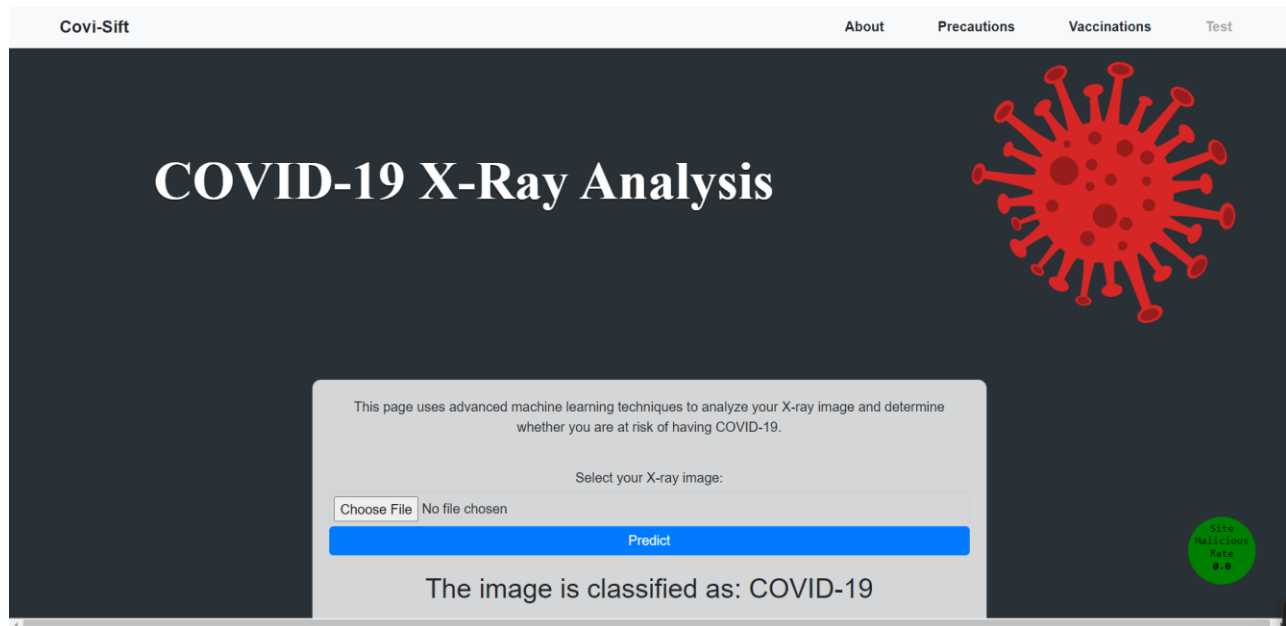 Covi-Sift
About
Precautions
Vaccinations
Test
COVID-19 X-Ray Analysis
This page uses advanced machine learning techniques to analyze your X-ray image and determine
whether you are at risk of having COVID-19.
Select your X-ray image:
Choose File No file chosen
Predict
The image is classified as: COVID-19
Site
Malicious
Rate
0.0